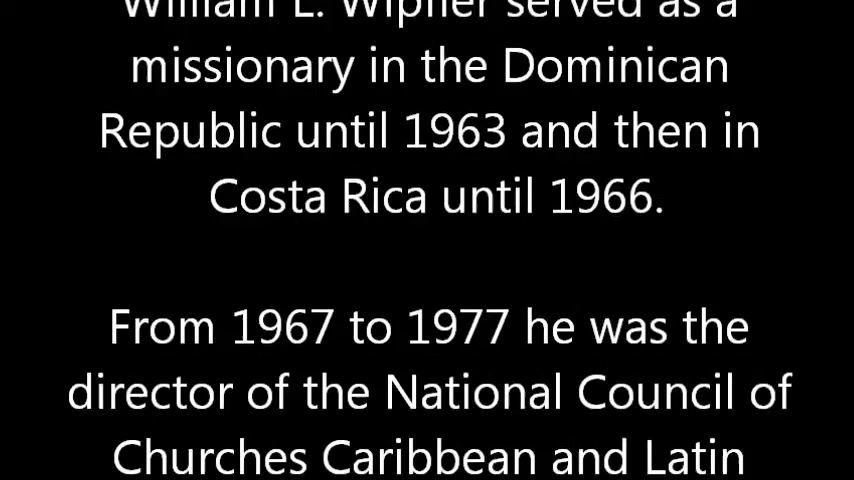 William L. Wipfler served as a
missionary in the Dominican
Republic until 1963 and then in
Costa Rica until 1966.
From 1967 to 1977 he was the
director of the National Council of
Churches Caribbean and Latin